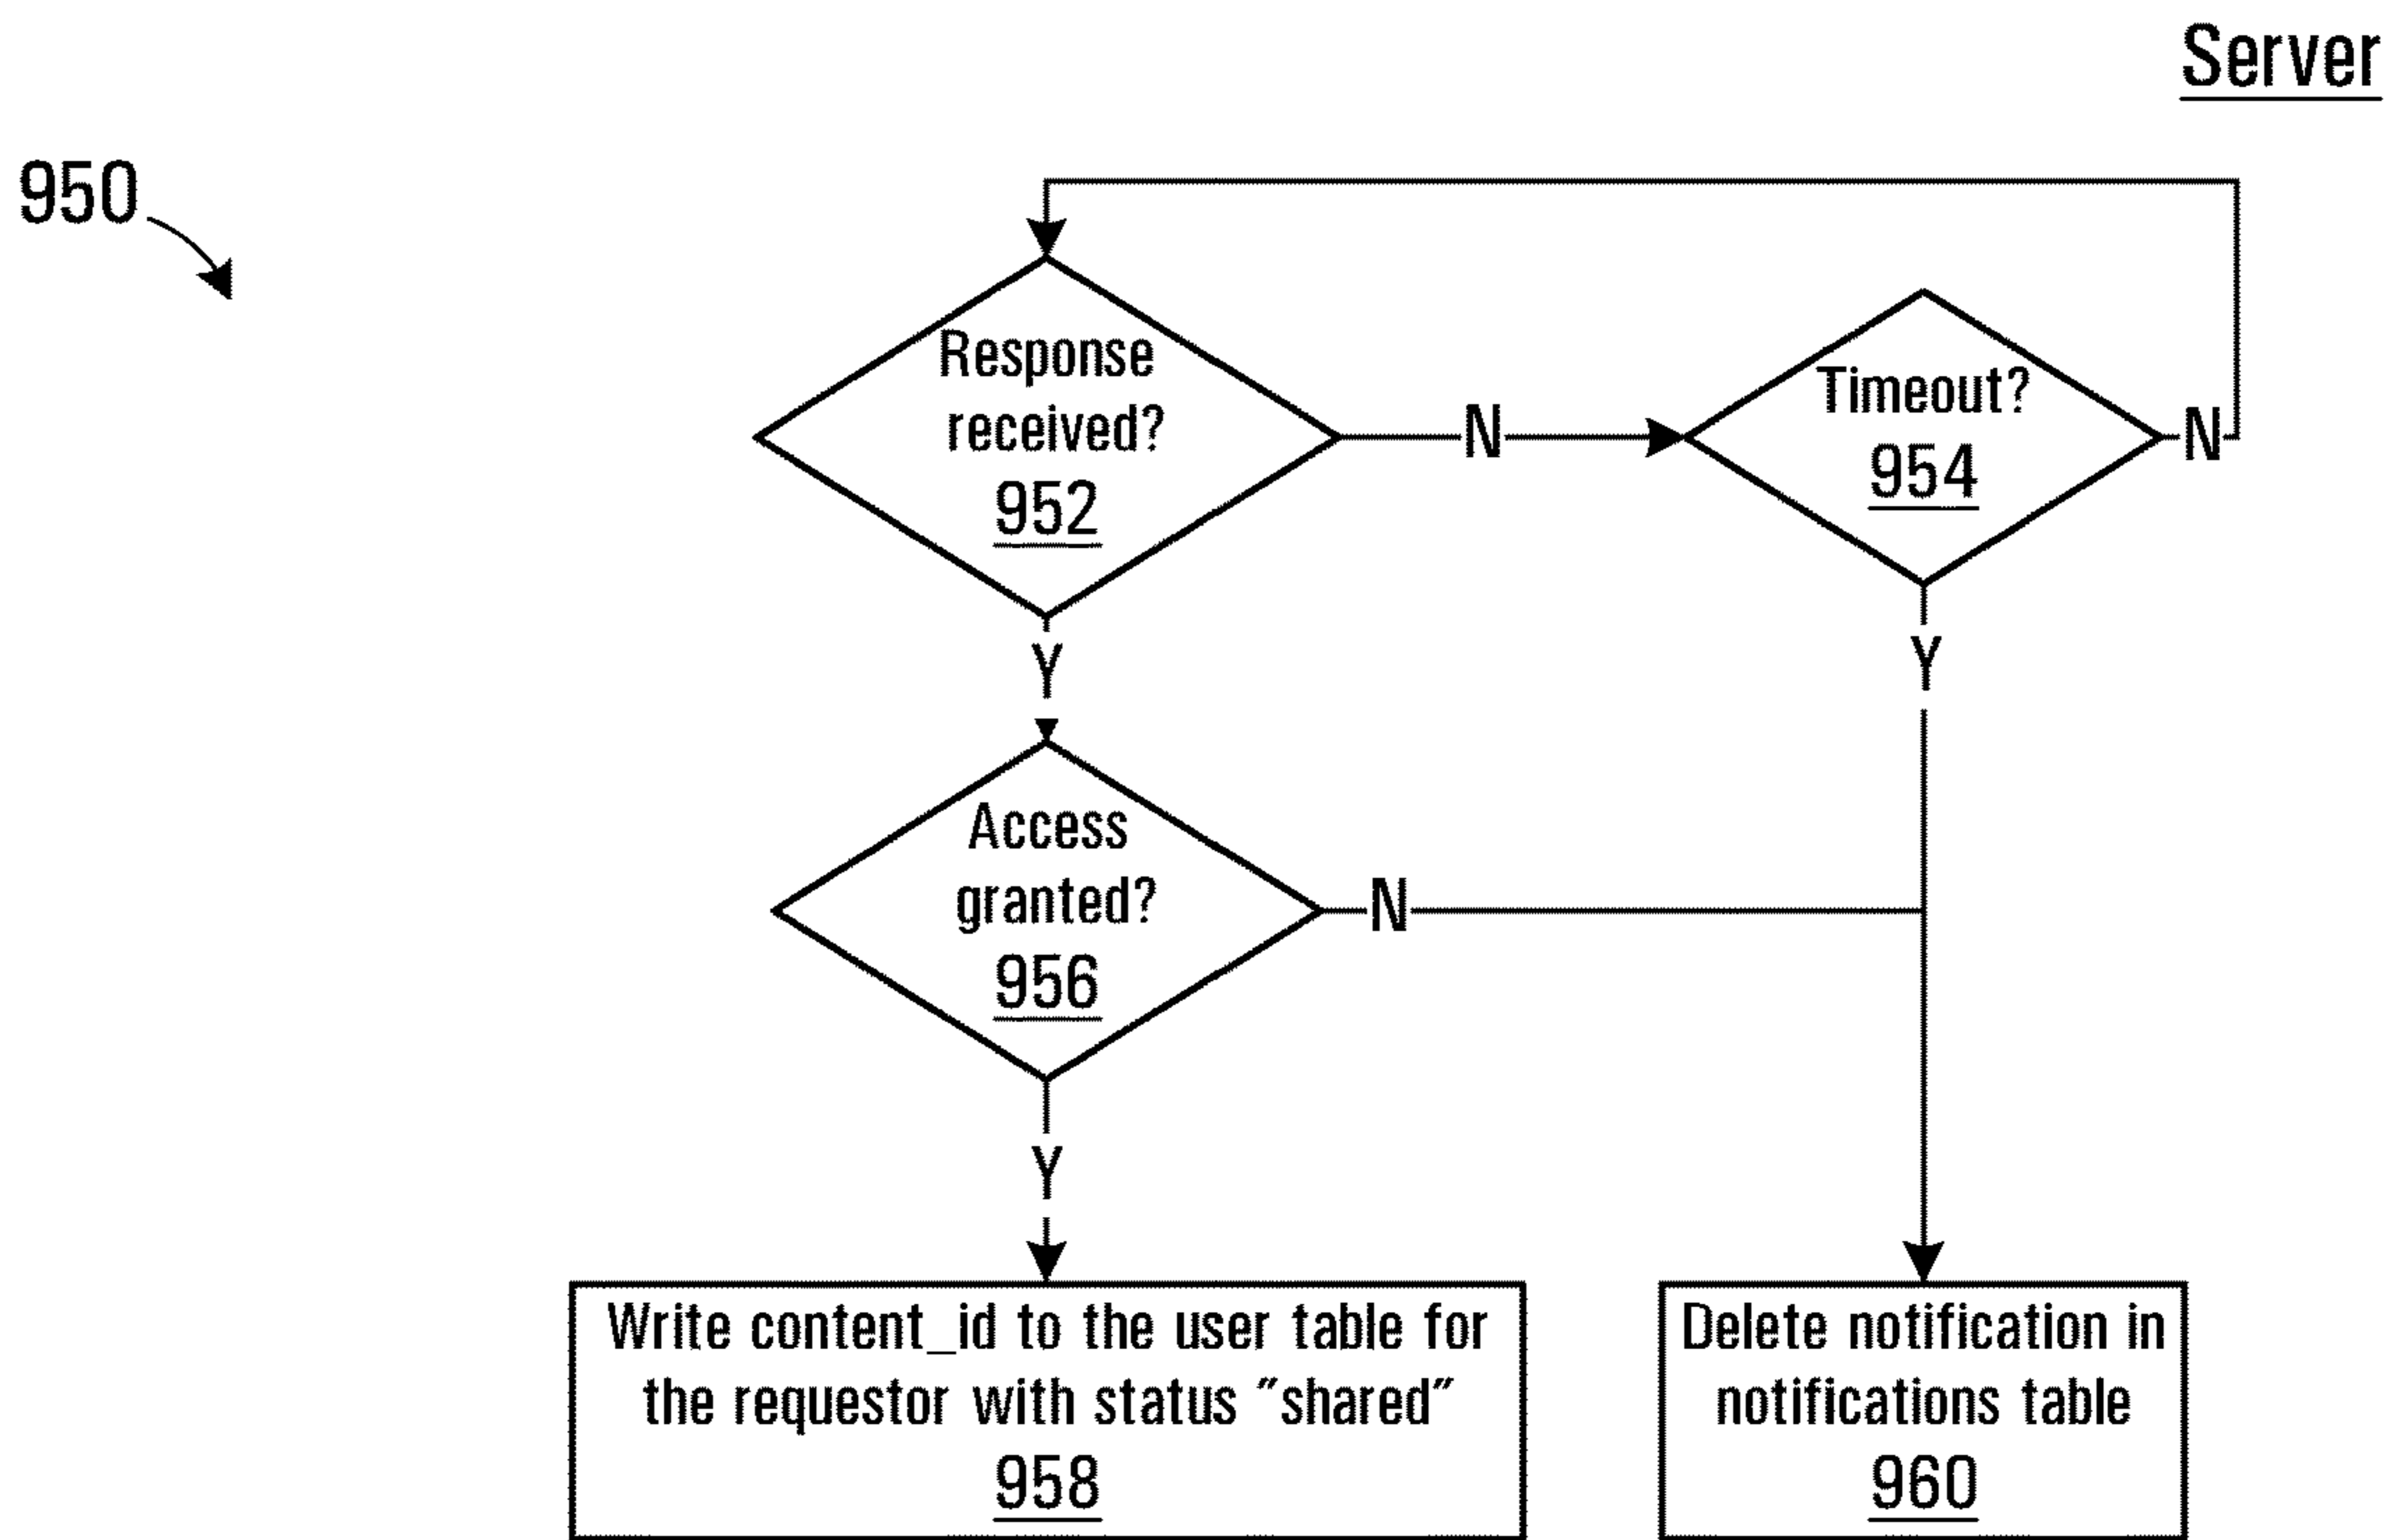 Server
950
Response
received?
952
N
Timeout?
954
N
Y
Y
Access
granted?
956
N
Y
Write content_id to the user table for
the requestor with status "shared"
958
Delete notification in
notifications table
960